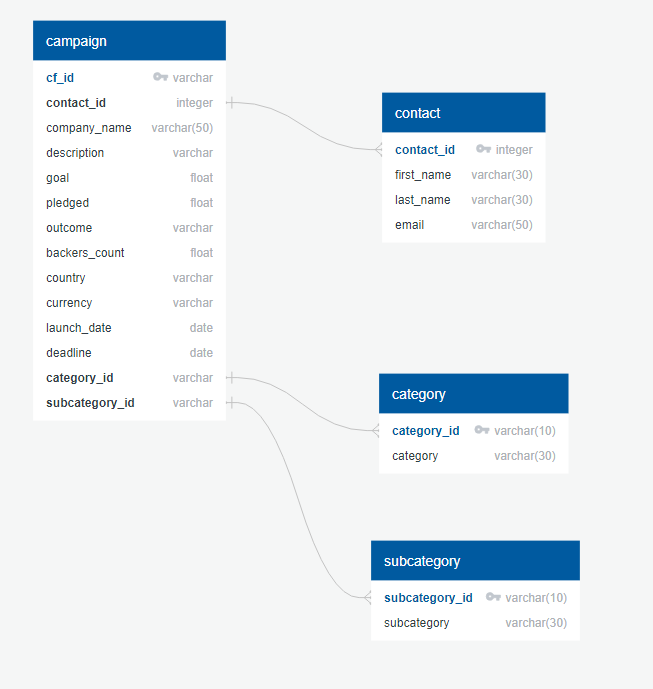 campaign
cf_id varchar
contact_id integer
company_name varchar(50)
description varchar
goal float
pledged float
outcome varchar
backers_count float
country varchar
currency varchar
launch_date date
deadline date
category_id varchar
subcategory_id varchar
contact
contact_id integer
first_name varchar(30)
last_name varchar(30)
email varchar(50)
category
category_id varchar(10)
category varchar(30)
subcategory
subcategory_id varchar(10)
subcategory varchar(30)